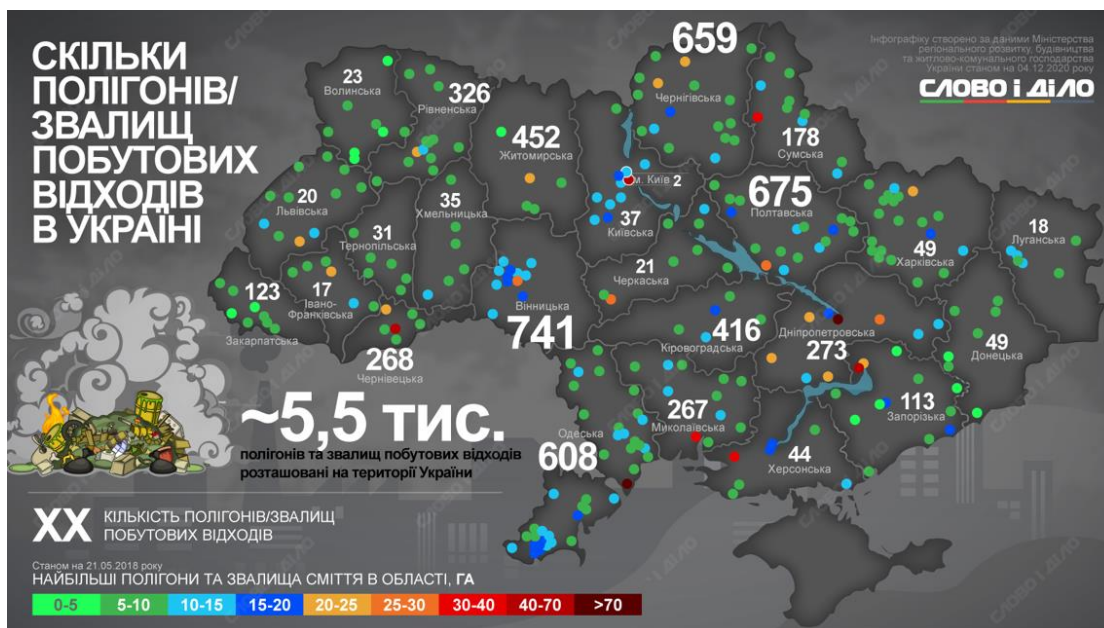 СКІЛЬКИ
ПОЛІГОНІВ/
ЗВАЛИЩ
ПОБУТОВИХ
ВІДХОДІВ
В УКРАЇНІ
Інфографіку створено за даними Міністерства
регіонального розвитку, будівництва
та житлово-комунального господарства
України станом на 04.12.2020 року
СЛОВО і ДІЛО
23
Волинська
326
Рівненська
452
Житомирська
659
Чернігівська
178
Сумська
20
Львівська
35
Хмельницька
м. Київ 2
37
Київська
675
Полтавська
49
Харківська
18
Луганська
31
Тернопільська
17
Івано-
Франківська
123
Закарпатська
268
Чернівецька
Вінницька
741
21
Черкаська
416
Кіровоградська
Дніпропетровська
273
49
Донецька
113
Запорізька
267
Миколаївська
44
Херсонська
Одеська
608
~5,5 тис.
полігонів та звалищ побутових відходів
розташовані на території України
XX
КІЛЬКІСТЬ ПОЛІГОНІВ/ЗВАЛИЩ
ПОБУТОВИХ ВІДХОДІВ
Станом на 21.05.2018 року
НАЙБІЛЬШІ ПОЛІГОНИ ТА ЗВАЛИЩА СМІТТЯ В ОБЛАСТІ, ГА
0-5 5-10 10-15 15-20 20-25 25-30 30-40 40-70 >70